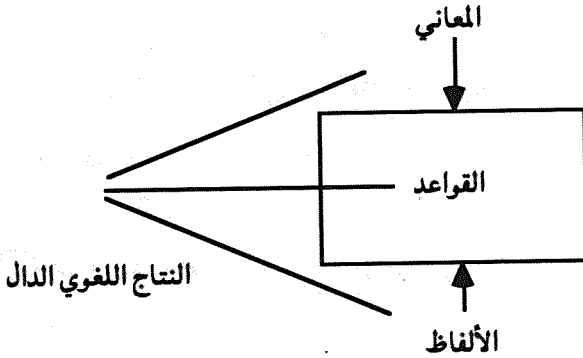 المعاني
القواعد
النتاج اللغوي الدال
الألفاظ